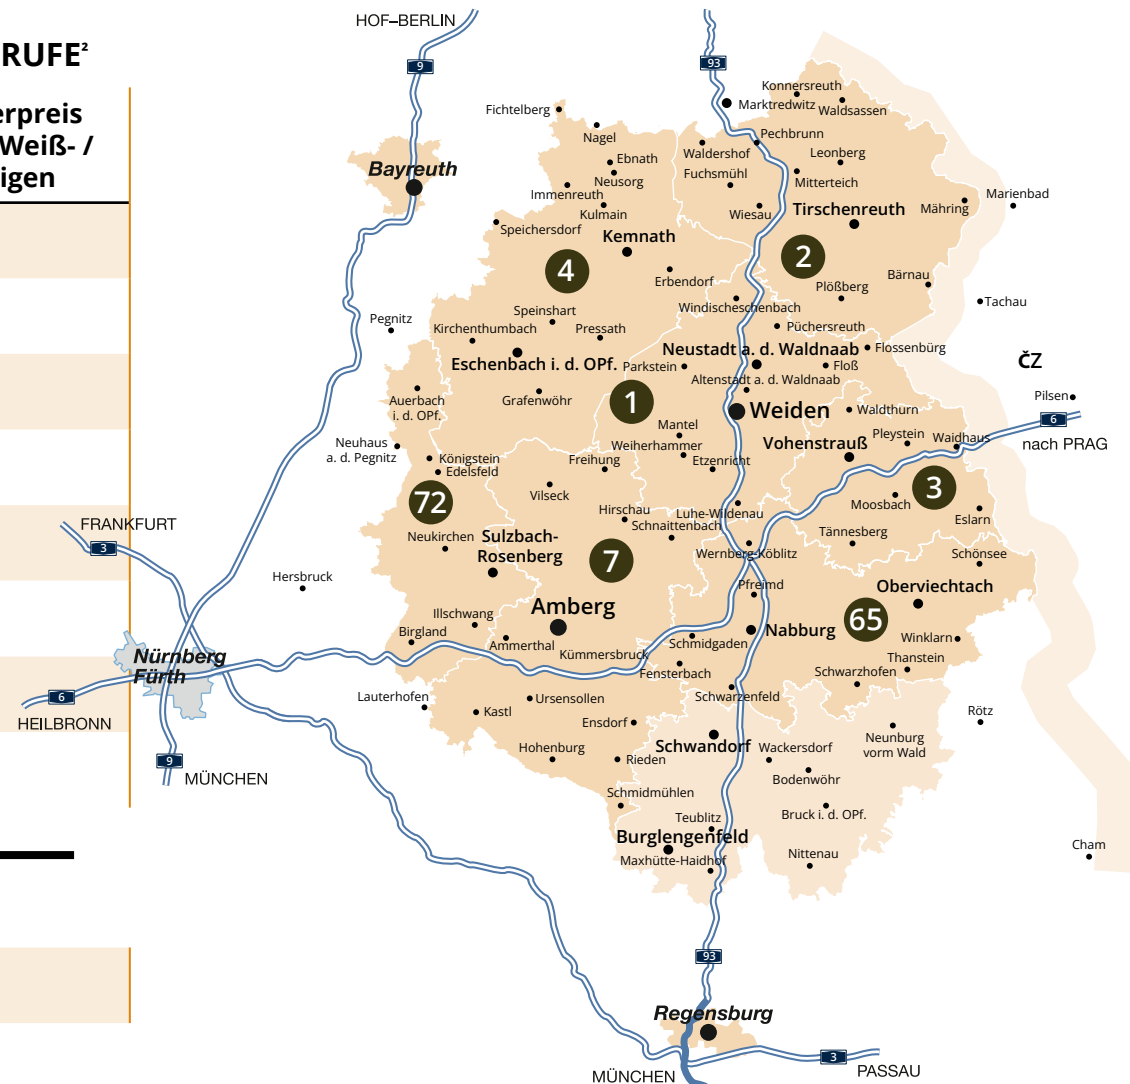 RUFE²
erpreis
Weiß- /
igen
HOF–BERLIN
9
93
Konnersreuth
Marktredwitz
Waldsassen
Fichtelberg
Nagel
Pechbrunn
Waldershof
Leonberg
Ebnath
Fuchsmühl
Bayreuth
Neusorg
Mitterteich
Immenreuth
Marienbad
Kulmain
Wiesau
Tirschenreuth
Mähring
Speichersdorf
Kemnath
4
2
Erbendorf
Bärnau
Plößberg
Windischeschenbach
Tachau
Speinshart
Pegnitz
Kirchenthumbach
Pressath
Püchersreuth
Neustadt a. d. Waldnaab
Flossenbürg
ČZ
Eschenbach i. d. OPf.
Parkstein
Floß
Altenstadt a. d. Waldnaab
Auerbach
i. d. OPf.
Grafenwöhr
1
Weiden
Waldthurn
Pilsen
6
Mantel
Neuhaus
a. d. Pegnitz
Weiherhammer
Vohenstrauß
Pleystein
Waidhaus
nach PRAG
Königstein
Edelsfeld
Freihung
Etzenricht
72
Vilseck
3
Moosbach
Hirschau
Luhe-Wildenau
Eslarn
FRANKFURT
3
Schnaittenbach
Neukirchen
Sulzbach-
Rosenberg
Tännesberg
7
Wernberg-Köblitz
Schönsee
Hersbruck
Pfreimd
Oberviechtach
Amberg
Illschwang
65
Birgland
Nabburg
Winklarn
Ammerthal
Schmidgaden
Kümmersbruck
Nürnberg
Fürth
Thanstein
Fensterbach
Schwarzhofen
6
Lauterhofen
Ursensollen
Schwarzenfeld
Kastl
Rötz
HEILBRONN
Ensdorf
Neunburg
vorm Wald
Schwandorf
Hohenburg
Wackersdorf
9
Rieden
MÜNCHEN
Bodenwöhr
Schmidmühlen
Teublitz
Bruck i. d. OPf.
Burglengenfeld
Maxhütte-Haidhof
Nittenau
Cham
93
Regensburg
3
MÜNCHEN
PASSAU